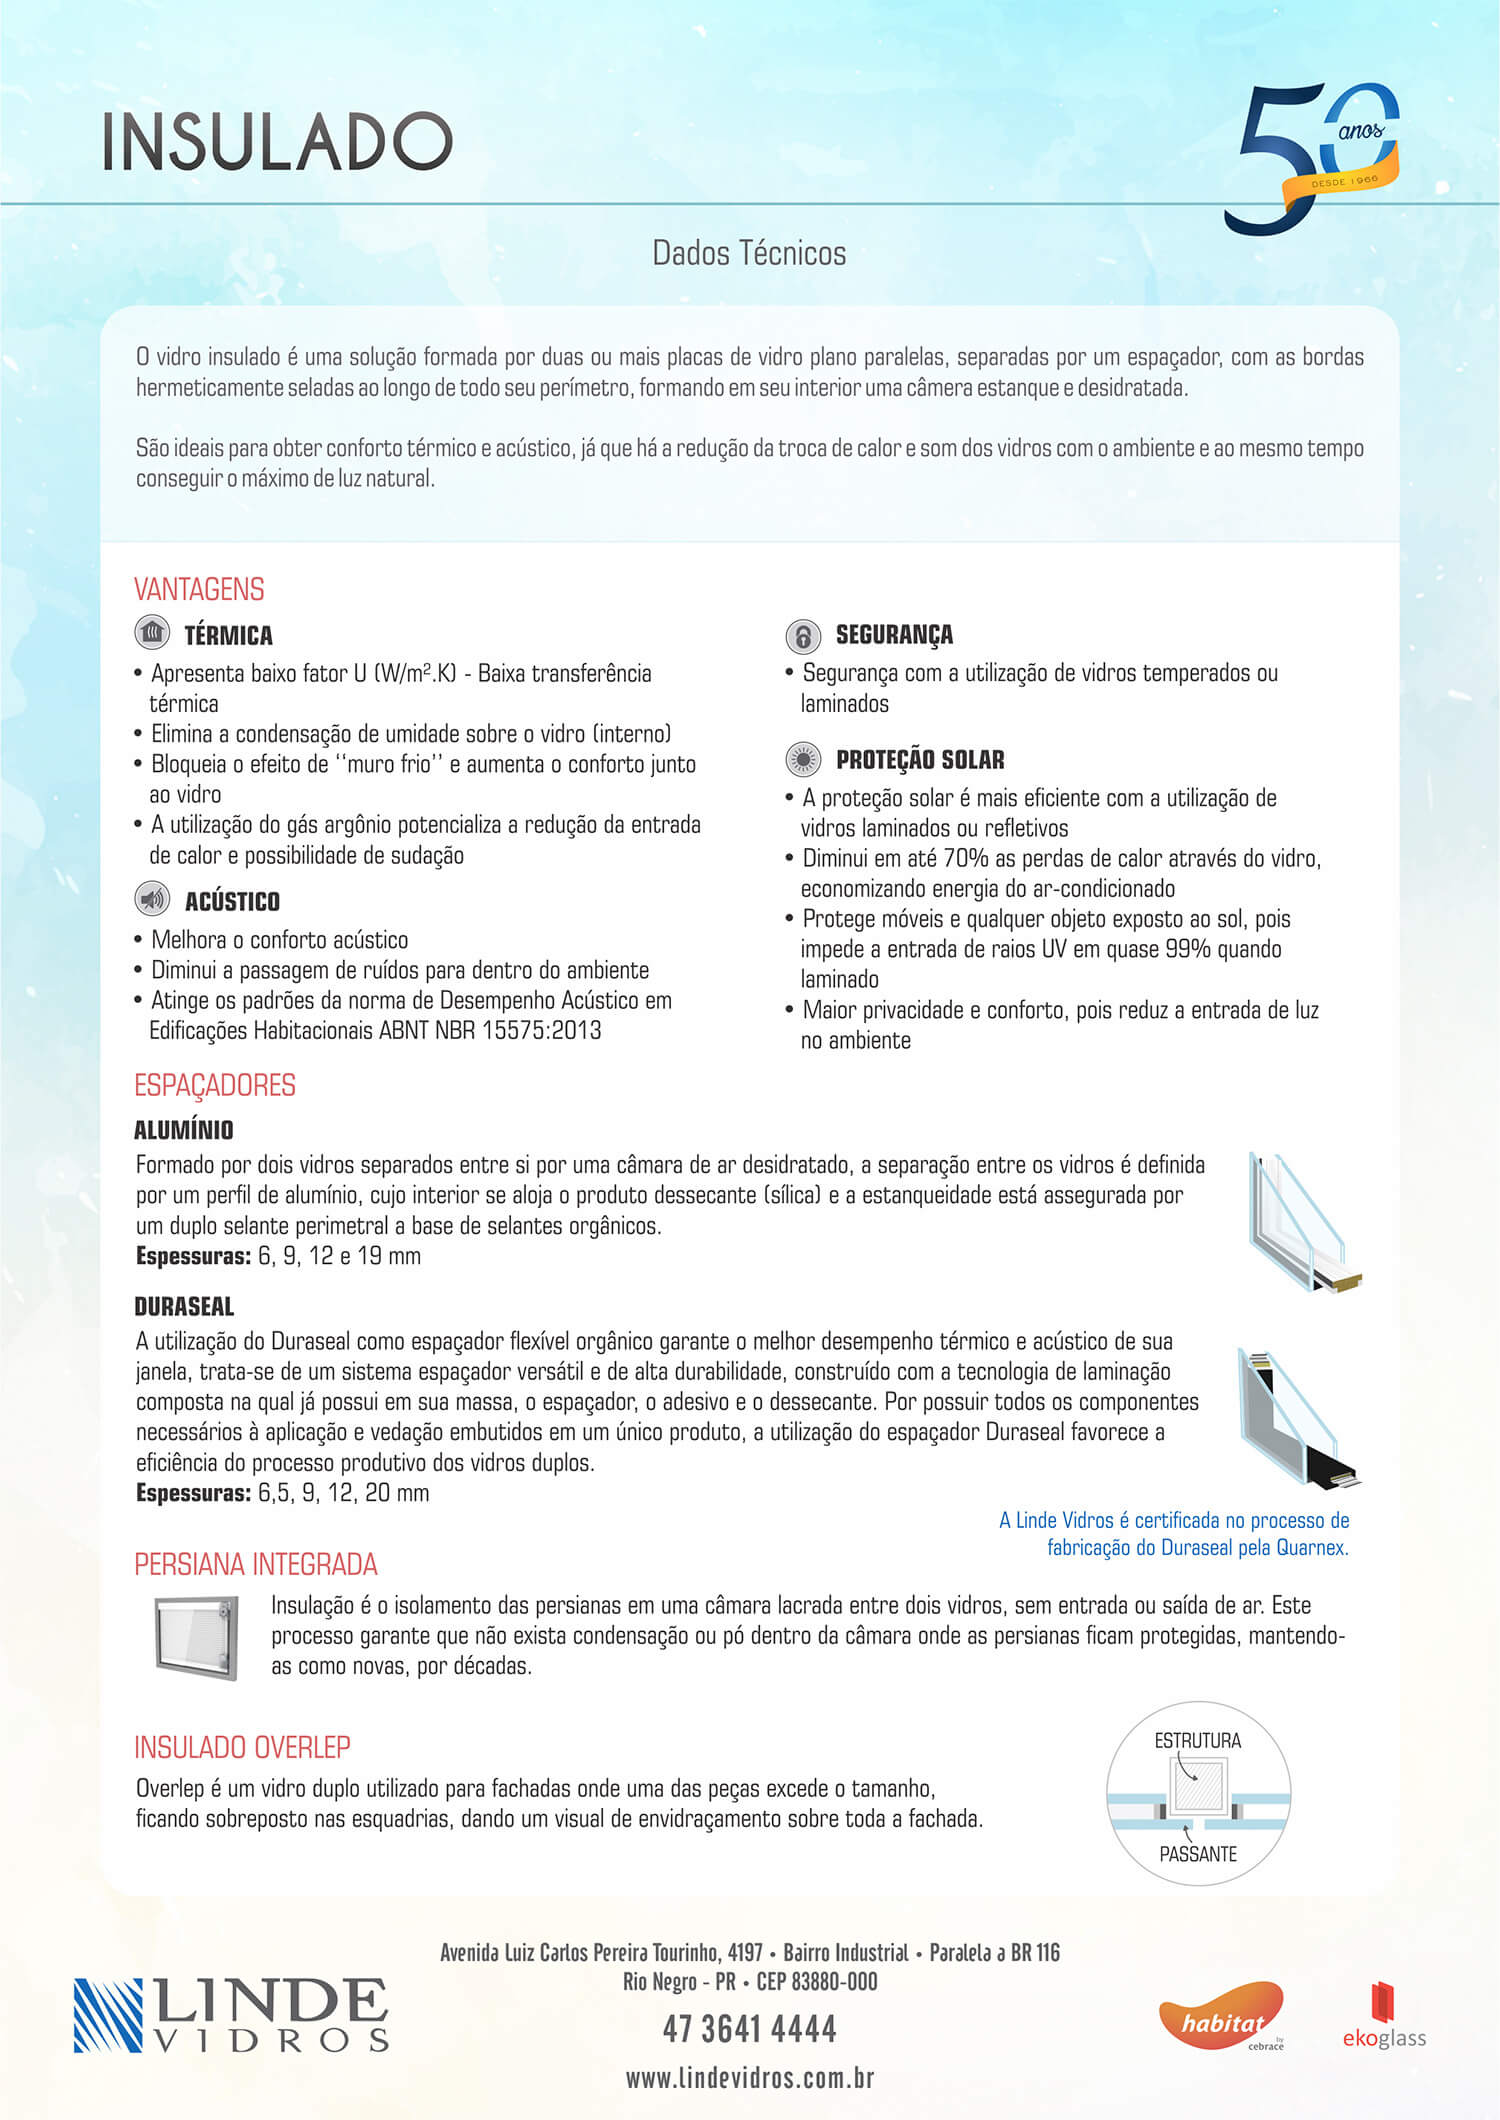 INSULADO
50
anos
DESDE 1966
Dados Técnicos
O vidro insulado é uma solução formada por duas ou mais placas de vidro plano paralelas, separadas por um espaçador, com as bordas
hermeticamente seladas ao longo de todo seu perímetro, formando em seu interior uma câmera estanque e desidratada.
São ideais para obter conforto térmico e acústico, já que há a redução da troca de calor e som dos vidros com o ambiente e ao mesmo tempo
conseguir o máximo de luz natural.
VANTAGENS
TÉRMICA
• Apresenta baixo fator U (W/m².K) - Baixa transferência
térmica
• Elimina a condensação de umidade sobre o vidro (interno)
• Bloqueia o efeito de ‘‘muro frio’’ e aumenta o conforto junto
ao vidro
• A utilização do gás argônio potencializa a redução da entrada
de calor e possibilidade de sudação
ACÚSTICO
• Melhora o conforto acústico
• Diminui a passagem de ruídos para dentro do ambiente
• Atinge os padrões da norma de Desempenho Acústico em
Edificações Habitacionais ABNT NBR 15575:2013
SEGURANÇA
• Segurança com a utilização de vidros temperados ou
laminados
PROTEÇÃO SOLAR
• A proteção solar é mais eficiente com a utilização de
vidros laminados ou refletivos
• Diminui em até 70% as perdas de calor através do vidro,
economizando energia do ar-condicionado
• Protege móveis e qualquer objeto exposto ao sol, pois
impede a entrada de raios UV em quase 99% quando
laminado
• Maior privacidade e conforto, pois reduz a entrada de luz
no ambiente
ESPAÇADORES
ALUMÍNIO
Formado por dois vidros separados entre si por uma câmara de ar desidratado, a separação entre os vidros é definida
por um perfil de alumínio, cujo interior se aloja o produto dessecante (sílica) e a estanqueidade está assegurada por
um duplo selante perimetral a base de selantes orgânicos.
Espessuras: 6, 9, 12 e 19 mm
DURASEAL
A utilização do Duraseal como espaçador flexível orgânico garante o melhor desempenho térmico e acústico de sua
janela, trata-se de um sistema espaçador versátil e de alta durabilidade, construído com a tecnologia de laminação
composta na qual já possui em sua massa, o espaçador, o adesivo e o dessecante. Por possuir todos os componentes
necessários à aplicação e vedação embutidos em um único produto, a utilização do espaçador Duraseal favorece a
eficiência do processo produtivo dos vidros duplos.
Espessuras: 6,5, 9, 12, 20 mm
A Linde Vidros é certificada no processo de
fabricação do Duraseal pela Quarnex.
PERSIANA INTEGRADA
Insulação é o isolamento das persianas em uma câmara lacrada entre dois vidros, sem entrada ou saída de ar. Este
processo garante que não exista condensação ou pó dentro da câmara onde as persianas ficam protegidas, mantendo-
as como novas, por décadas.
INSULADO OVERLEP
Overlep é um vidro duplo utilizado para fachadas onde uma das peças excede o tamanho,
ficando sobreposto nas esquadrias, dando um visual de envidraçamento sobre toda a fachada.
ESTRUTURA
PASSANTE
Avenida Luiz Carlos Pereira Tourinho, 4197 • Bairro Industrial • Paralela a BR 116
Rio Negro - PR • CEP 83880-000
47 3641 4444
www.lindevidros.com.br
LINDE
VIDROS
habitat
by
cebrace
ekoglass